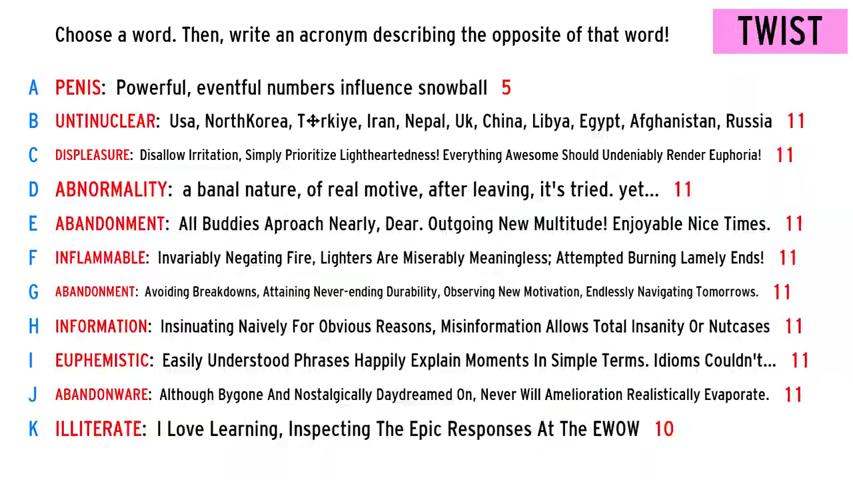 Choose a word. Then, write an acronym describing the opposite of that word!
TWIST
A PENIS: Powerful, eventful numbers influence snowball 5
B UNTINUCLEAR: Usa, NorthKorea, T✢rkiye, Iran, Nepal, Uk, China, Libya, Egypt, Afghanistan, Russia 11
C DISPLEASURE: Disallow Irritation, Simply Prioritize Lightheartedness! Everything Awesome Should Undeniably Render Euphoria! 11
D ABNORMALITY: a banal nature, of real motive, after leaving, it's tried. yet... 11
E ABANDONMENT: All Buddies Aproach Nearly, Dear. Outgoing New Multitude! Enjoyable Nice Times. 11
F INFLAMMABLE: Invariably Negating Fire, Lighters Are Miserably Meaningless; Attempted Burning Lamely Ends! 11
G ABANDONMENT: Avoiding Breakdowns, Attaining Never-ending Durability, Observing New Motivation, Endlessly Navigating Tomorrows. 11
H INFORMATION: Insinuating Naively For Obvious Reasons, Misinformation Allows Total Insanity Or Nutcases 11
I EUPHEMISTIC: Easily Understood Phrases Happily Explain Moments In Simple Terms. Idioms Couldn't... 11
J ABANDONWARE: Although Bygone And Nostalgically Daydreamed On, Never Will Amelioration Realistically Evaporate. 11
K ILLITERATE: I Love Learning, Inspecting The Epic Responses At The EWOW 10